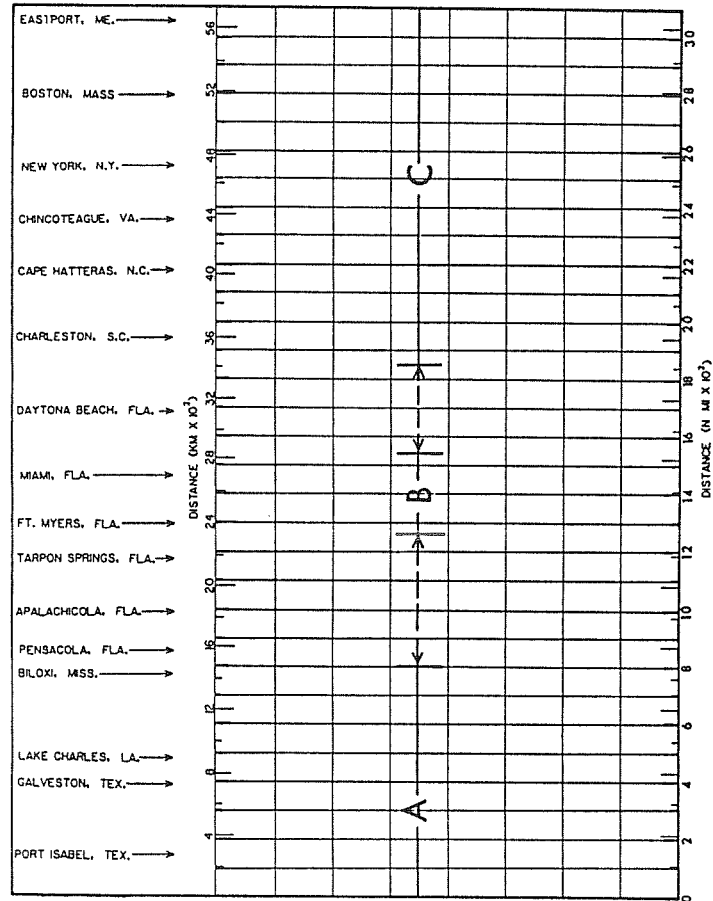 EASTPORT, ME.
BOSTON, MASS
NEW YORK, N.Y.
CHINCOTEAGUE, VA.
CAPE HATTERAS, N.C.
CHARLESTON, S.C.
DAYTONA BEACH, FLA.
MIAMI, FLA.
FT. MYERS, FLA.
TARPON SPRINGS, FLA.
APALACHICOLA, FLA.
PENSACOLA, FLA.
BILOXI, MISS.
LAKE CHARLES, LA.
GALVESTON, TEX.
PORT ISABEL, TEX.
DISTANCE (KM X 10²)
56
52
48
44
40
36
32
28
24
20
16
12
8
4
C
B
A
30
28
26
24
22
20
18
16
14
12
10
8
6
4
2
0
DISTANCE (N MI X 10²)